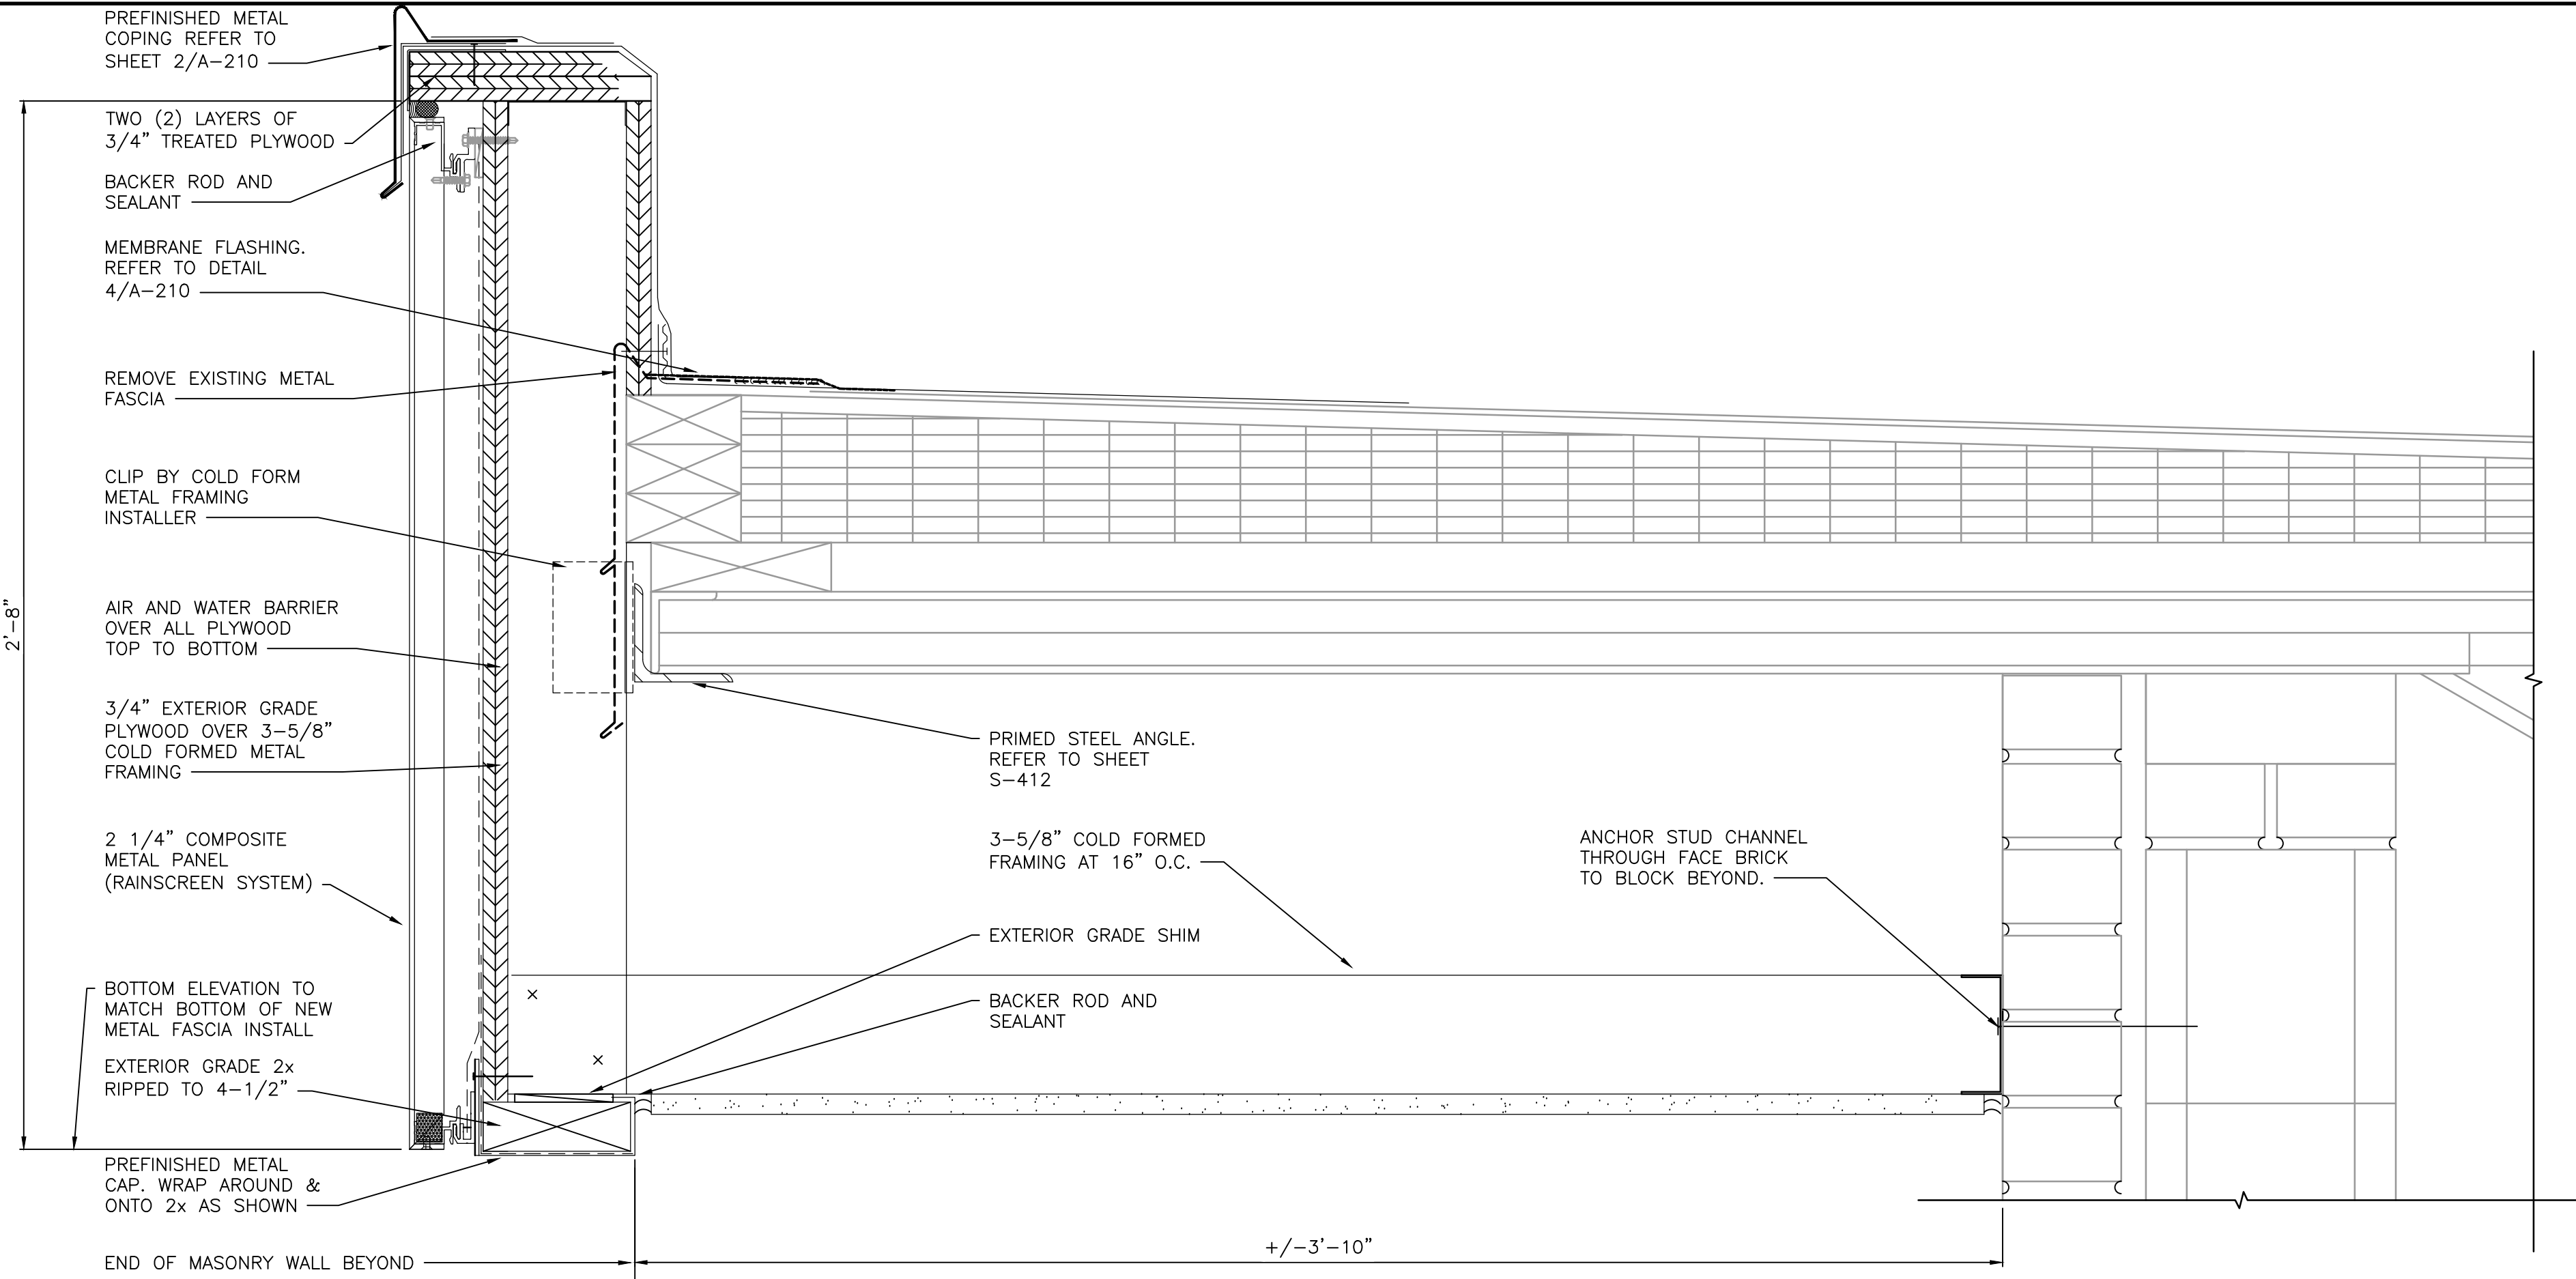 PREFINISHED METAL
COPING REFER TO
SHEET 2/A-210
TWO (2) LAYERS OF
3/4" TREATED PLYWOOD
BACKER ROD AND
SEALANT
MEMBRANE FLASHING.
REFER TO DETAIL
4/A-210
REMOVE EXISTING METAL
FASCIA
CLIP BY COLD FORM
METAL FRAMING
INSTALLER
2'-8"
AIR AND WATER BARRIER
OVER ALL PLYWOOD
TOP TO BOTTOM
3/4" EXTERIOR GRADE
PLYWOOD OVER 3-5/8"
COLD FORMED METAL
FRAMING
2 1/4" COMPOSITE
METAL PANEL
(RAINSCREEN SYSTEM)
BOTTOM ELEVATION TO
MATCH BOTTOM OF NEW
METAL FASCIA INSTALL
EXTERIOR GRADE 2x
RIPPED TO 4-1/2"
PREFINISHED METAL
CAP. WRAP AROUND &
ONTO 2x AS SHOWN
END OF MASONRY WALL BEYOND
PRIMED STEEL ANGLE.
REFER TO SHEET
S-412
3-5/8" COLD FORMED
FRAMING AT 16" O.C.
EXTERIOR GRADE SHIM
BACKER ROD AND
SEALANT
ANCHOR STUD CHANNEL
THROUGH FACE BRICK
TO BLOCK BEYOND.
+/-3'-10"